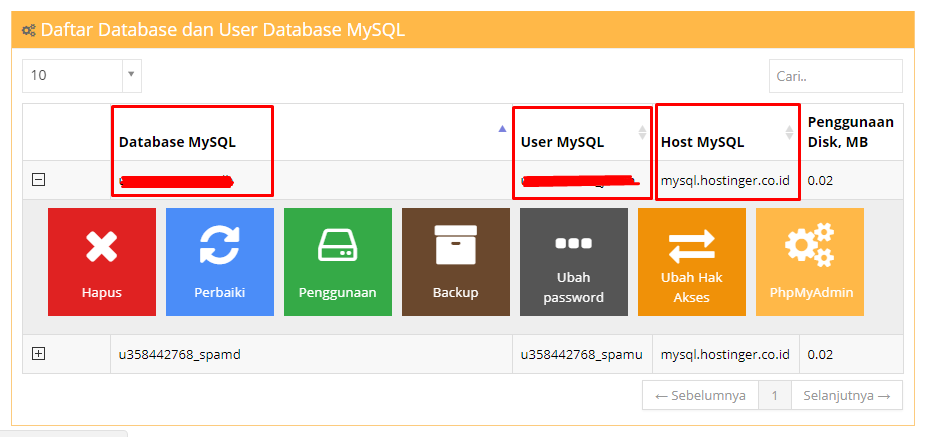 Daftar Database dan User Database MySQL
10
Cari..
Database MySQL
User MySQL
Host MySQL
Penggunaan
Disk, MB
mysql.hostinger.co.id
0.02
Hapus
Perbaiki
Penggunaan
Backup
Ubah
password
Ubah Hak
Akses
PhpMyAdmin
u358442768_spamd
u358442768_spamu
mysql.hostinger.co.id
0.02
← Sebelumnya
1
Selanjutnya →